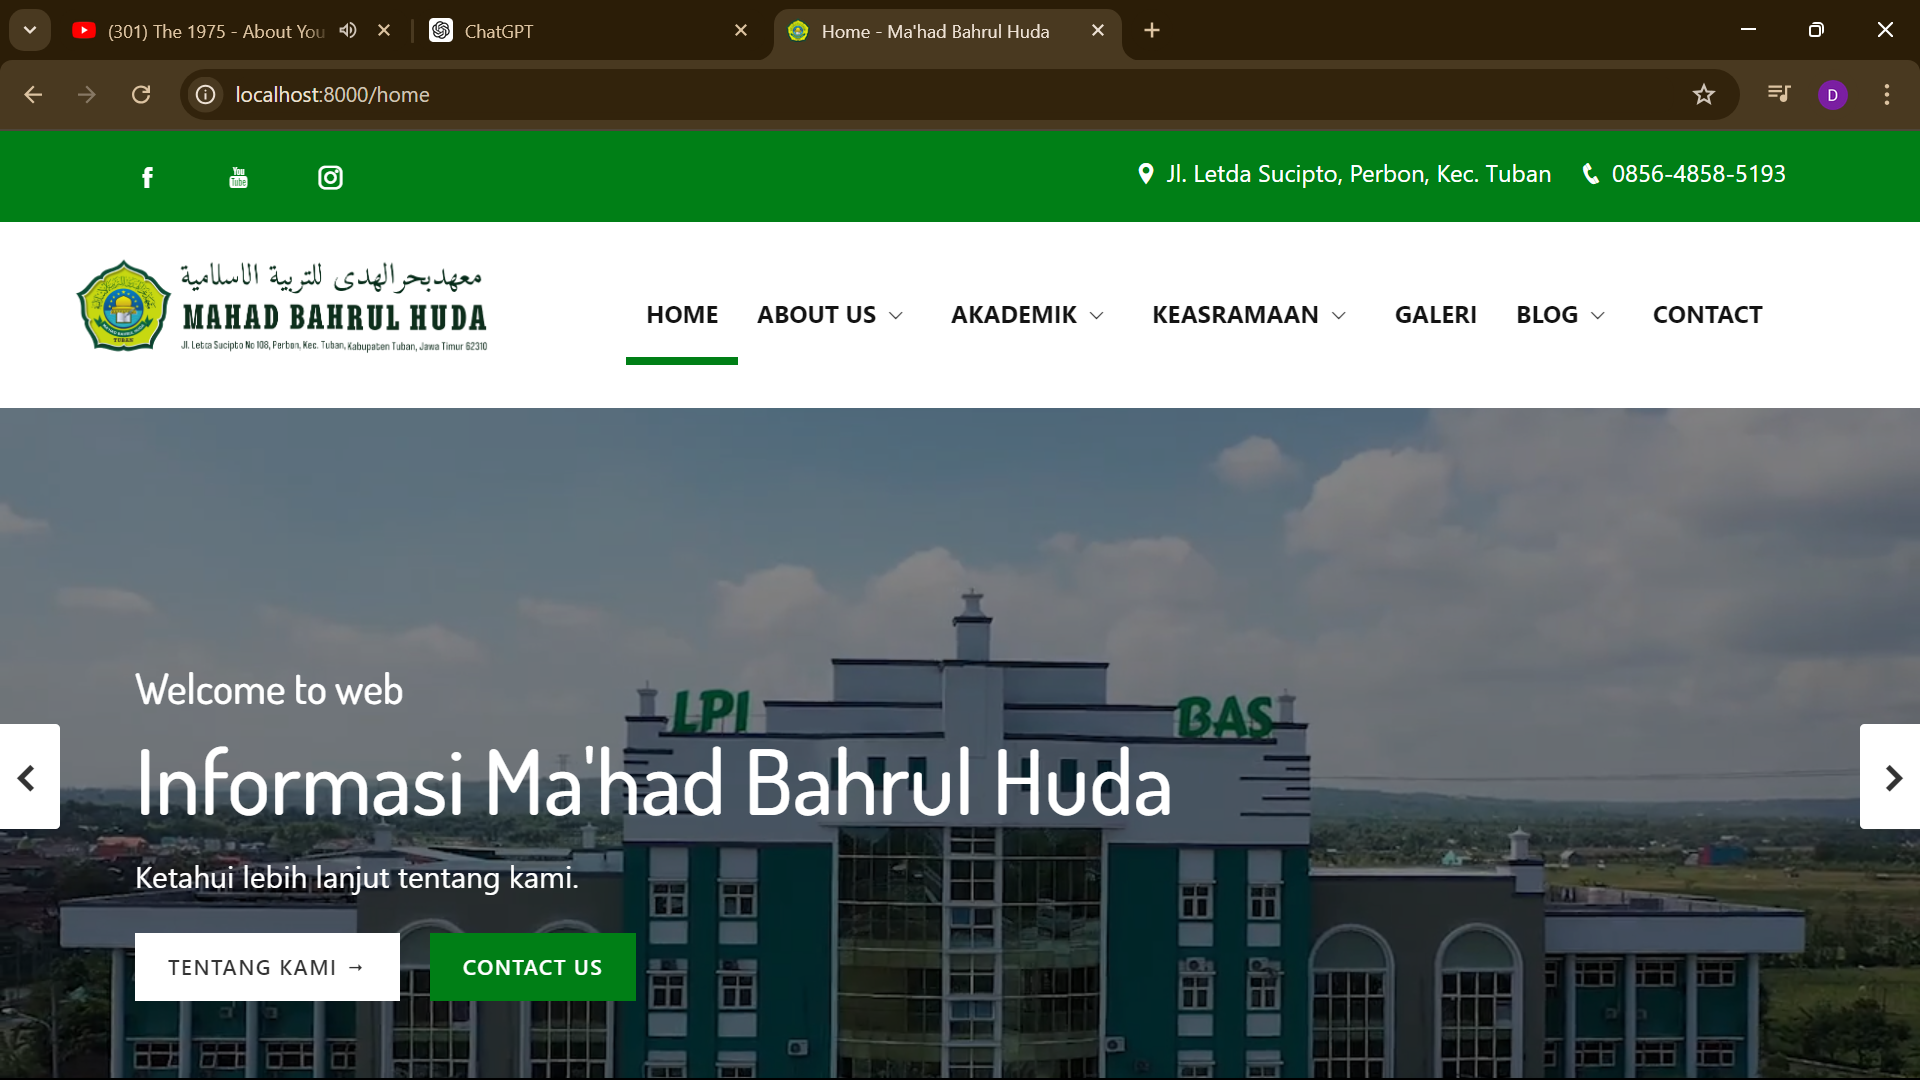 (301) The 1975 - About You
ChatGPT
Home - Ma'had Bahrul Huda
localhost:8000/home
D
f
You Tube
Jl. Letda Sucipto, Perbon, Kec. Tuban
0856-4858-5193
معهدبحرالهدى للتربية الاسلامية
MAHAD BAHRUL HUDA
Jl. Letda Sucipto No 108, Perbon, Kec. Tuban, Kabupaten Tuban, Jawa Timur 62310
TUBAN
HOME
ABOUT US
AKADEMIK
KEASRAMAAN
GALERI
BLOG
CONTACT
LPI
BAS
Welcome to web
Informasi Ma'had Bahrul Huda
Ketahui lebih lanjut tentang kami.
TENTANG KAMI →
CONTACT US